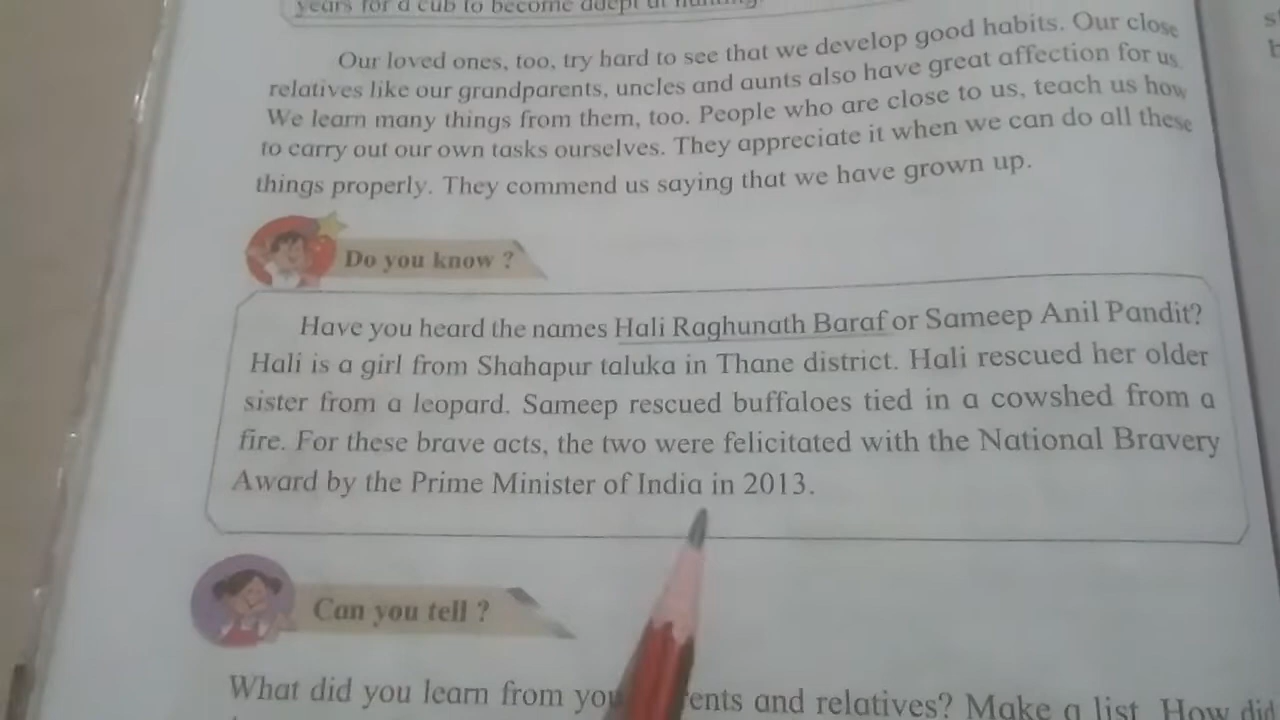 years for a cub to become adept at hunting.
Our loved ones, too, try hard to see that we develop good habits. Our close
relatives like our grandparents, uncles and aunts also have great affection for us.
We learn many things from them, too. People who are close to us, teach us how
to carry out our own tasks ourselves. They appreciate it when we can do all these
things properly. They commend us saying that we have grown up.
Do you know ?
Have you heard the names Hali Raghunath Baraf or Sameep Anil Pandit?
Hali is a girl from Shahapur taluka in Thane district. Hali rescued her older
sister from a leopard. Sameep rescued buffaloes tied in a cowshed from a
fire. For these brave acts, the two were felicitated with the National Bravery
Award by the Prime Minister of India in 2013.
Can you tell ?
What did you learn from and relatives? Make a list. How did